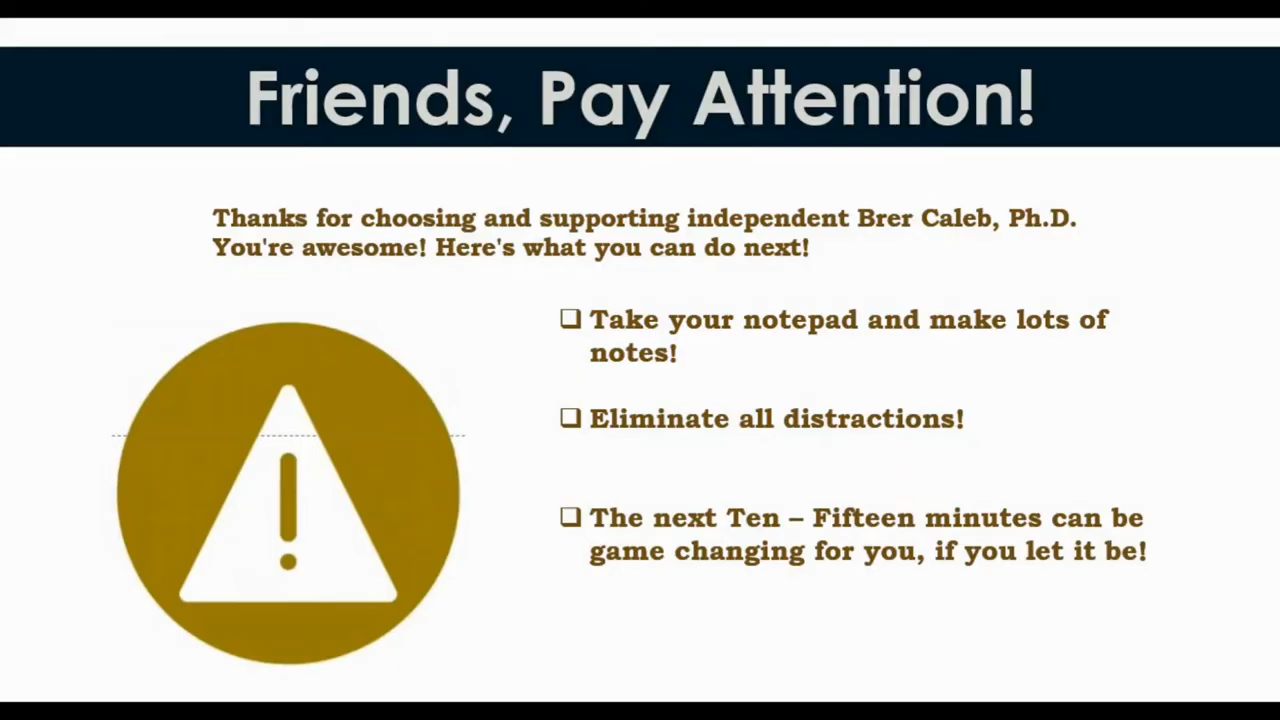 Friends, Pay Attention!
Thanks for choosing and supporting independent Brer Caleb, Ph.D.
You're awesome! Here's what you can do next!
❑ Take your notepad and make lots of
notes!
❑ Eliminate all distractions!
❑ The next Ten – Fifteen minutes can be
game changing for you, if you let it be!